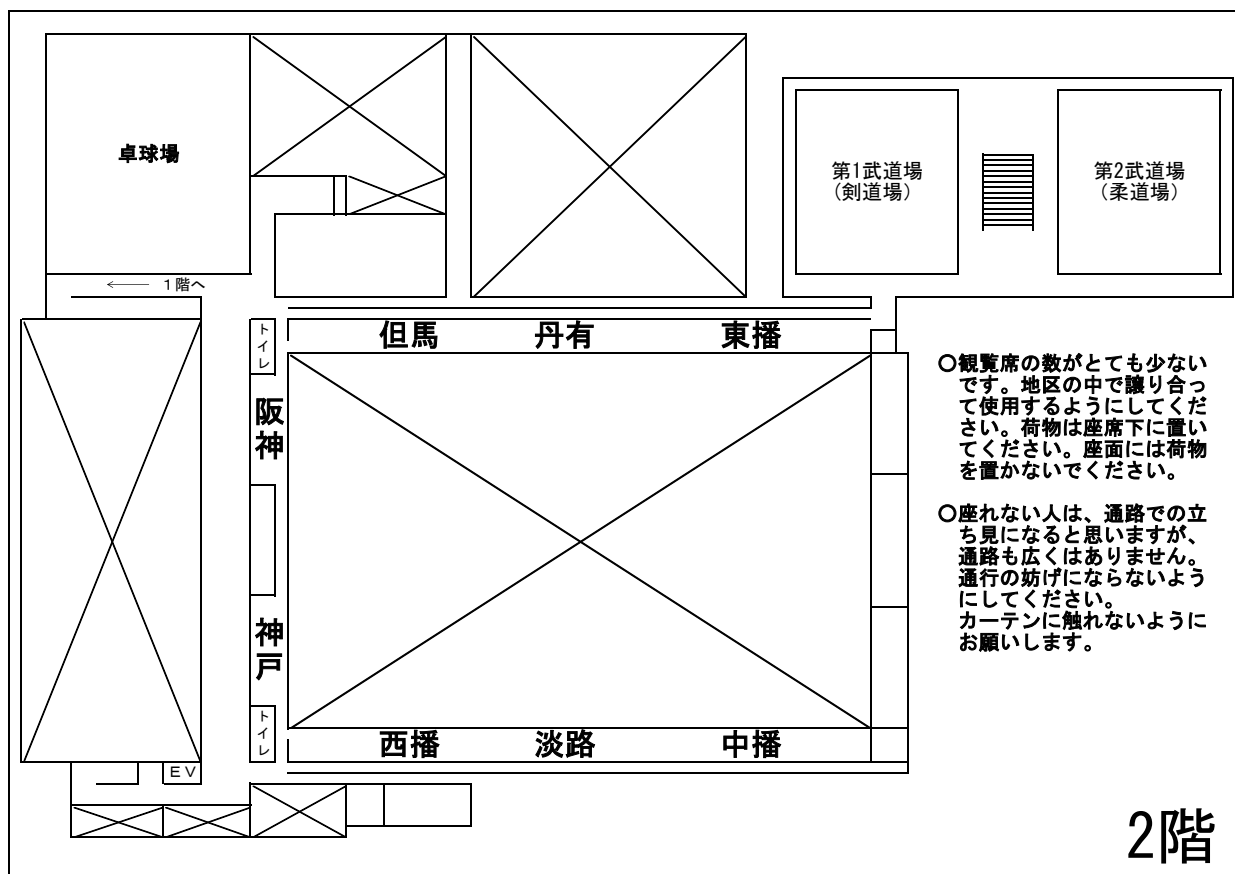 卓球場
第1武道場
（剣道場）
第2武道場
（柔道場）
← 1階へ
トイレ
但馬
丹有
東播
阪神
神戸
トイレ
西播
淡路
中播
ＥＶ
○観覧席の数がとても少ない
です。地区の中で譲り合っ
て使用するようにしてくだ
さい。荷物は座席下に置い
てください。座面には荷物
を置かないでください。
○座れない人は、通路での立
ち見になると思いますが、
通路も広くはありません。
通行の妨げにならないよう
にしてください。
カーテンに触れないように
お願いします。
2階